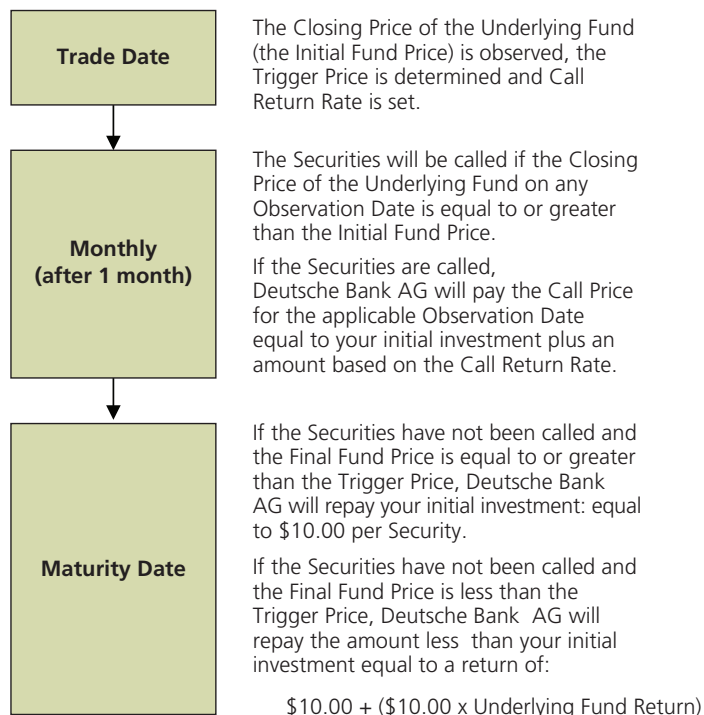 Trade Date
The Closing Price of the Underlying Fund
(the Initial Fund Price) is observed, the
Trigger Price is determined and Call
Return Rate is set.
Monthly
(after 1 month)
The Securities will be called if the Closing
Price of the Underlying Fund on any
Observation Date is equal to or greater
than the Initial Fund Price.
If the Securities are called,
Deutsche Bank AG will pay the Call Price
for the applicable Observation Date
equal to your initial investment plus an
amount based on the Call Return Rate.
Maturity Date
If the Securities have not been called and
the Final Fund Price is equal to or greater
than the Trigger Price, Deutsche Bank
AG will repay your initial investment: equal
to $10.00 per Security.
If the Securities have not been called and
the Final Fund Price is less than the
Trigger Price, Deutsche Bank AG will
repay the amount less than your initial
investment equal to a return of:
$10.00 + ($10.00 x Underlying Fund Return)